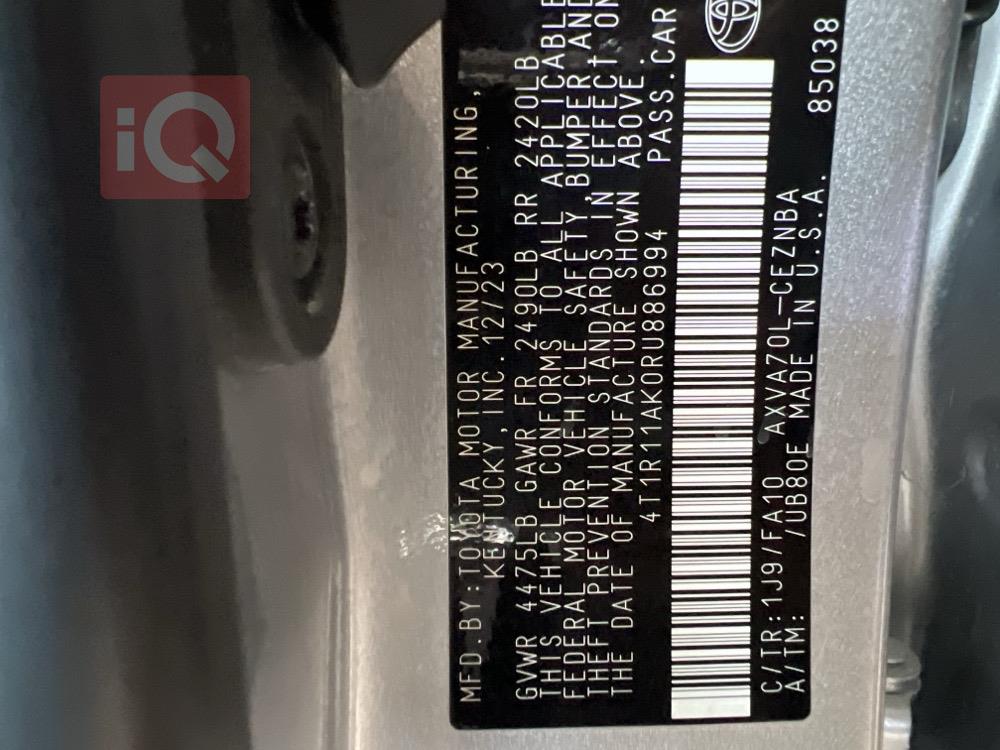 MFD.BY:TOYOTA MOTOR MANUFACTURING,
KENTUCKY,INC. 12/23
GVWR 4475LB GAWR FR 2490LB RR 2420LB
THIS VEHICLE CONFORMS TO ALL APPLICABLE
FEDERAL MOTOR VEHICLE SAFETY,BUMPER AND
THEFT PREVENTION STANDARDS IN EFFECT ON
THE DATE OF MANUFACTURE SHOWN ABOVE.
4T1R11AK0RU886994 PASS.CAR
C/TR:1J9/FA10 AXVA70L-CEZNBA
A/TM: /UB80E MADE IN U.S.A. 85038
iQ